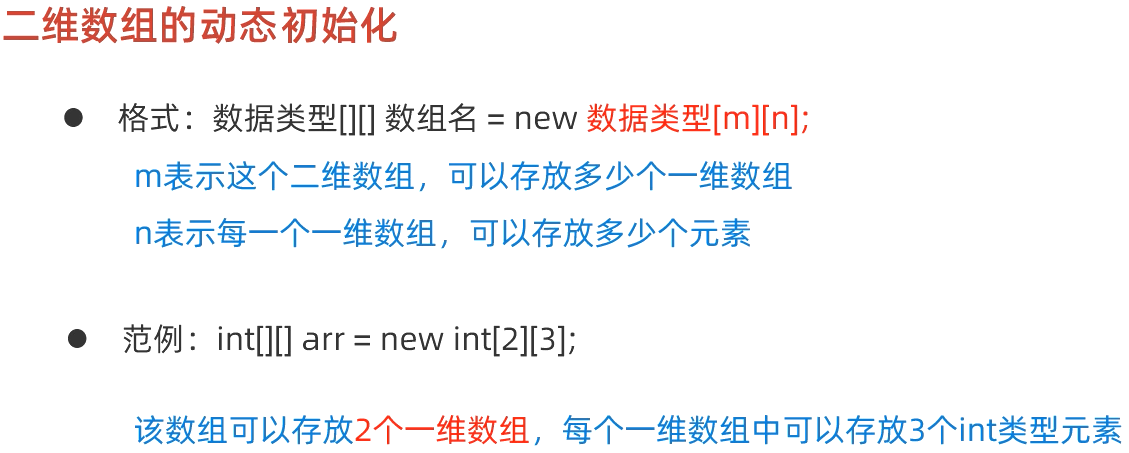 二维数组的动态初始化
● 格式：数据类型[][] 数组名 = new 数据类型[m][n];
m表示这个二维数组，可以存放多少个一维数组
n表示每一个一维数组，可以存放多少个元素
● 范例：int[][] arr = new int[2][3];
该数组可以存放2个一维数组，每个一维数组中可以存放3个int类型元素